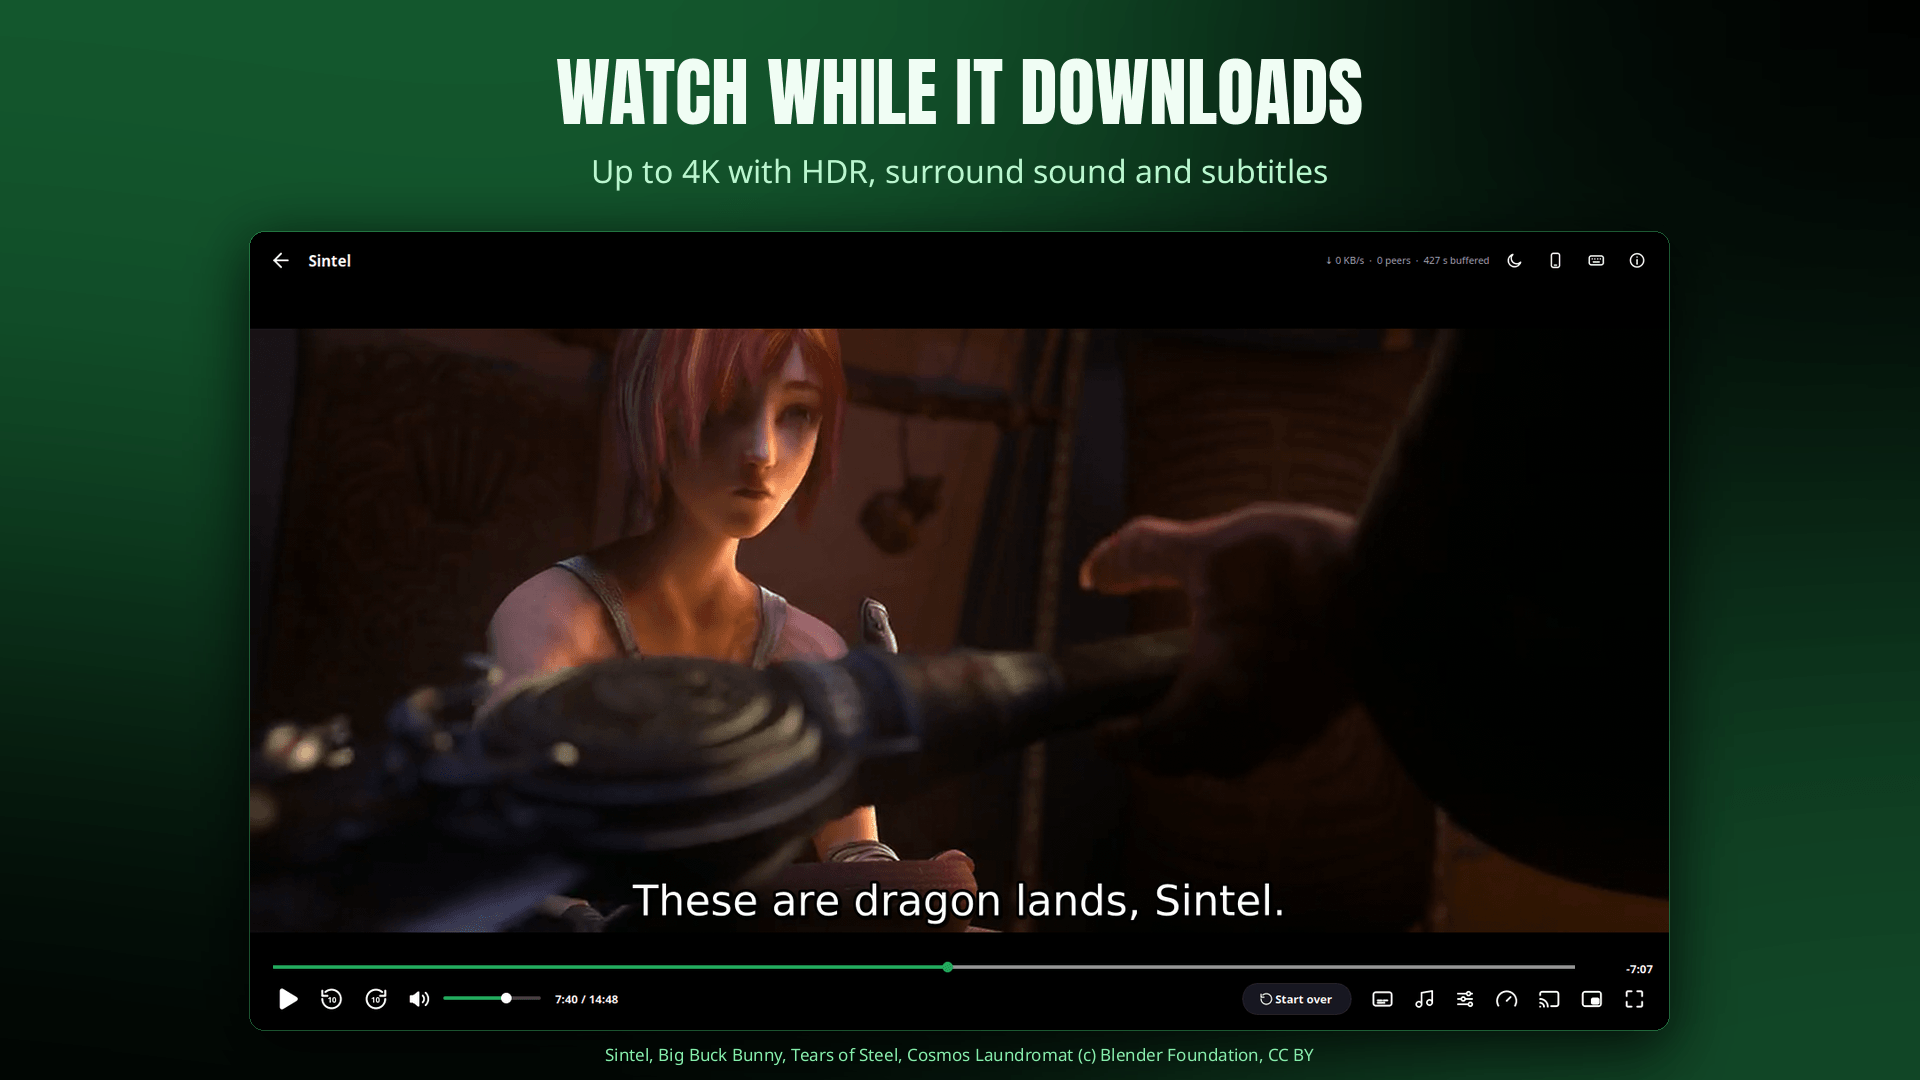 WATCH WHILE IT DOWNLOADS
Up to 4K with HDR, surround sound and subtitles
Sintel
↓ 0 KB/s · 0 peers · 427 s buffered
These are dragon lands, Sintel.
-7:07
10
10
7:40 / 14:48
Start over
Sintel, Big Buck Bunny, Tears of Steel, Cosmos Laundromat (c) Blender Foundation, CC BY